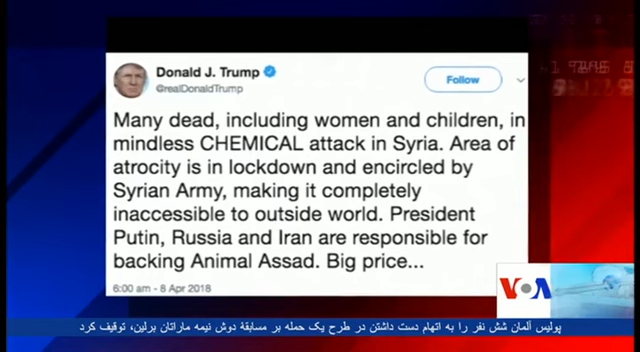 Donald J. Trump
@realDonaldTrump
Follow
Many dead, including women and children, in
mindless CHEMICAL attack in Syria. Area of
atrocity is in lockdown and encircled by
Syrian Army, making it completely
inaccessible to outside world. President
Putin, Russia and Iran are responsible for
backing Animal Assad. Big price...
6:00 am - 8 Apr 2018
VOA
پولیس آلمان شش نفر را به اتهام دست داشتن در طرح یک حمله بر مسابقهٔ دوش نیمه ماراتان برلین، توقیف کرد